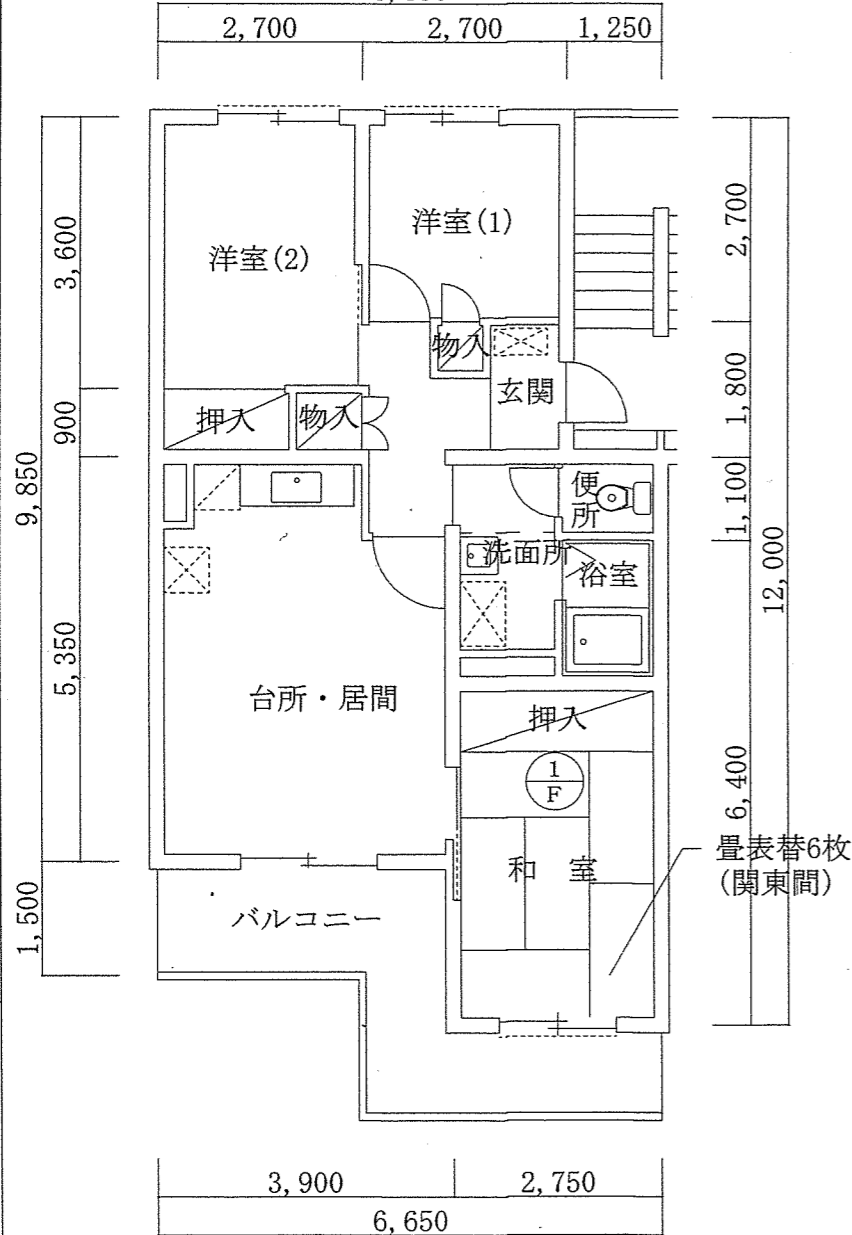 2,700
2,700
1,250
3,600
900
9,850
5,350
1,500
2,700
1,800
1,100
12,000
6,400
洋室(1)
洋室(2)
物入
玄関
押入
物入
便
所
洗面所
浴室
台所・居間
押入
1
F
和 室
畳表替6枚
(関東間)
バルコニー
3,900
2,750
6,650